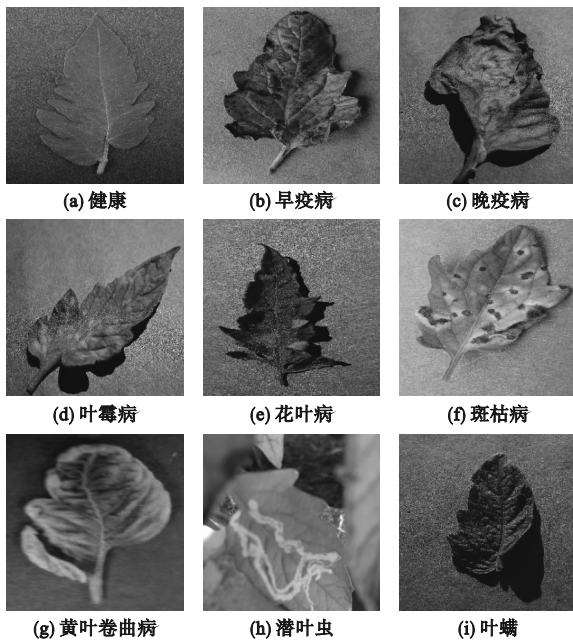 (a) 健康
(b) 早疫病
(c) 晚疫病
(d) 叶霉病
(e) 花叶病
(f) 斑枯病
(g) 黄叶卷曲病
(h) 潜叶虫
(i) 叶螨